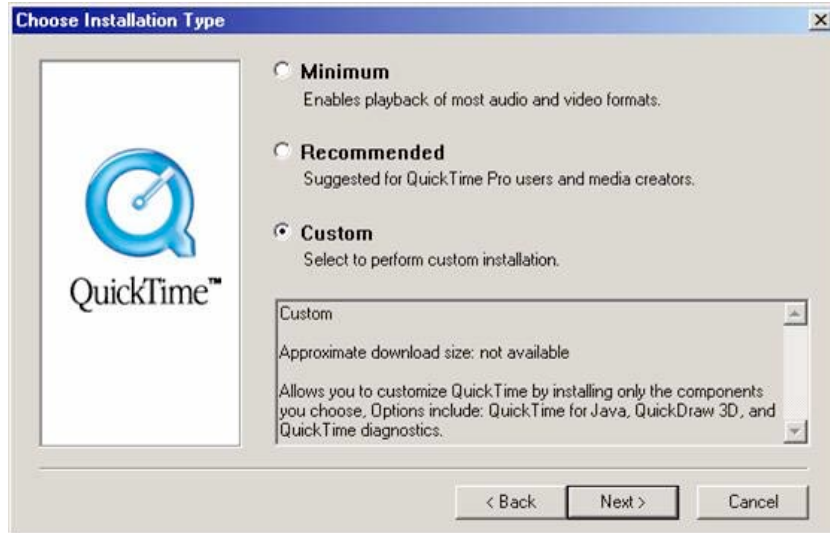 Choose Installation Type
Minimum
Enables playback of most audio and video formats.
Recommended
Suggested for QuickTime Pro users and media creators.
Custom
Select to perform custom installation.
QuickTime™
Custom
Approximate download size: not available
Allows you to customize QuickTime by installing only the components
you choose, Options include: QuickTime for Java, QuickDraw 3D, and
QuickTime diagnostics.
< Back
Next >
Cancel